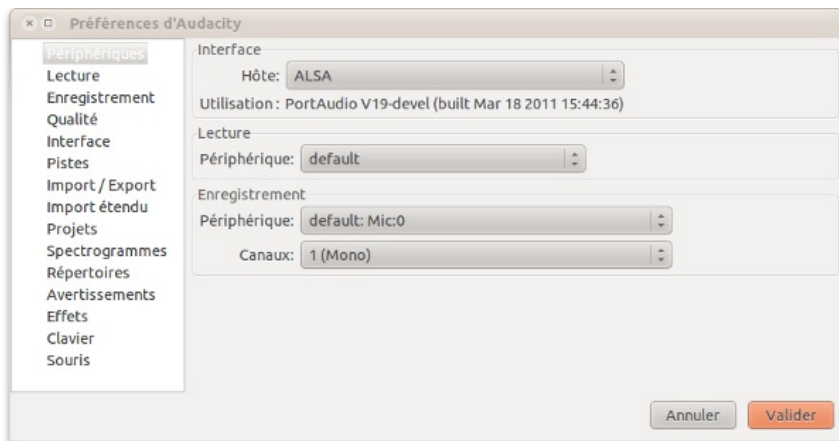 Préférences d'Audacity
Périphériques
Lecture
Enregistrement
Qualité
Interface
Pistes
Import / Export
Import étendu
Projets
Spectrogrammes
Répertoires
Avertissements
Effets
Clavier
Souris
Interface
Hôte: ALSA
Utilisation : PortAudio V19-devel (built Mar 18 2011 15:44:36)
Lecture
Périphérique: default
Enregistrement
Périphérique: default: Mic:0
Canaux: 1 (Mono)
Annuler Valider